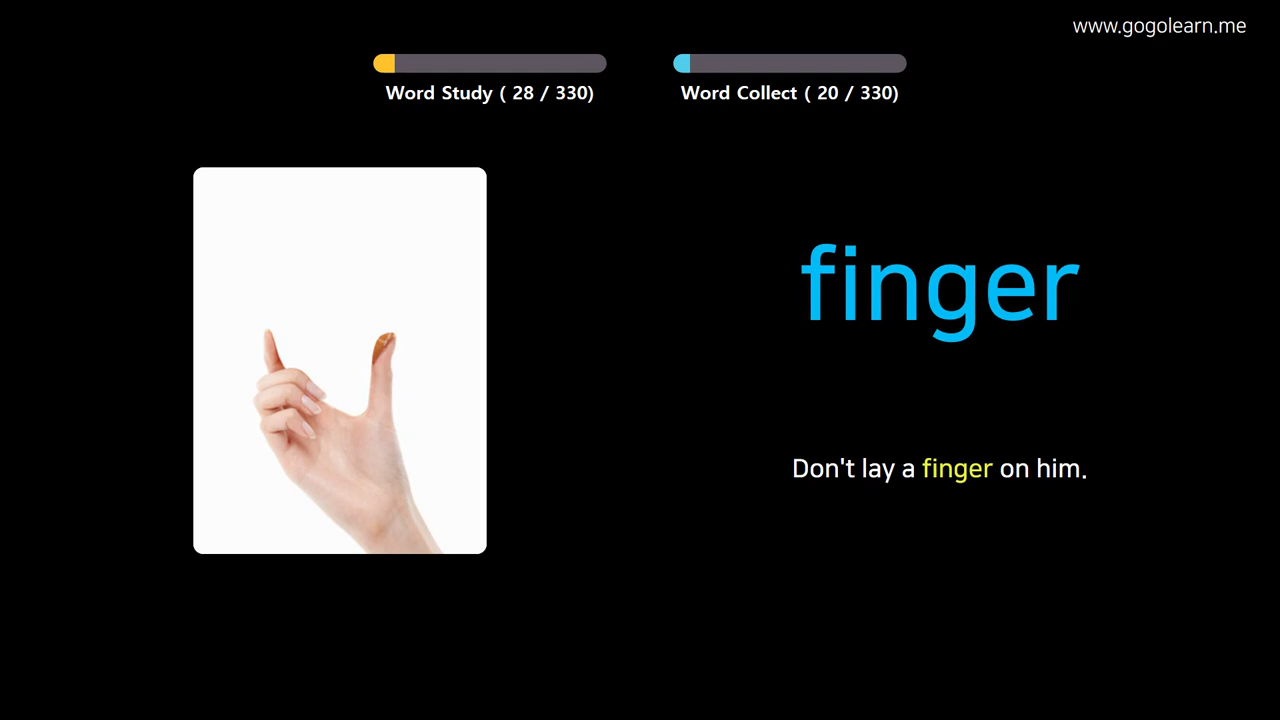 www.gogolearn.me
Word Study ( 28 / 330)
Word Collect ( 20 / 330)
finger
Don't lay a finger on him.